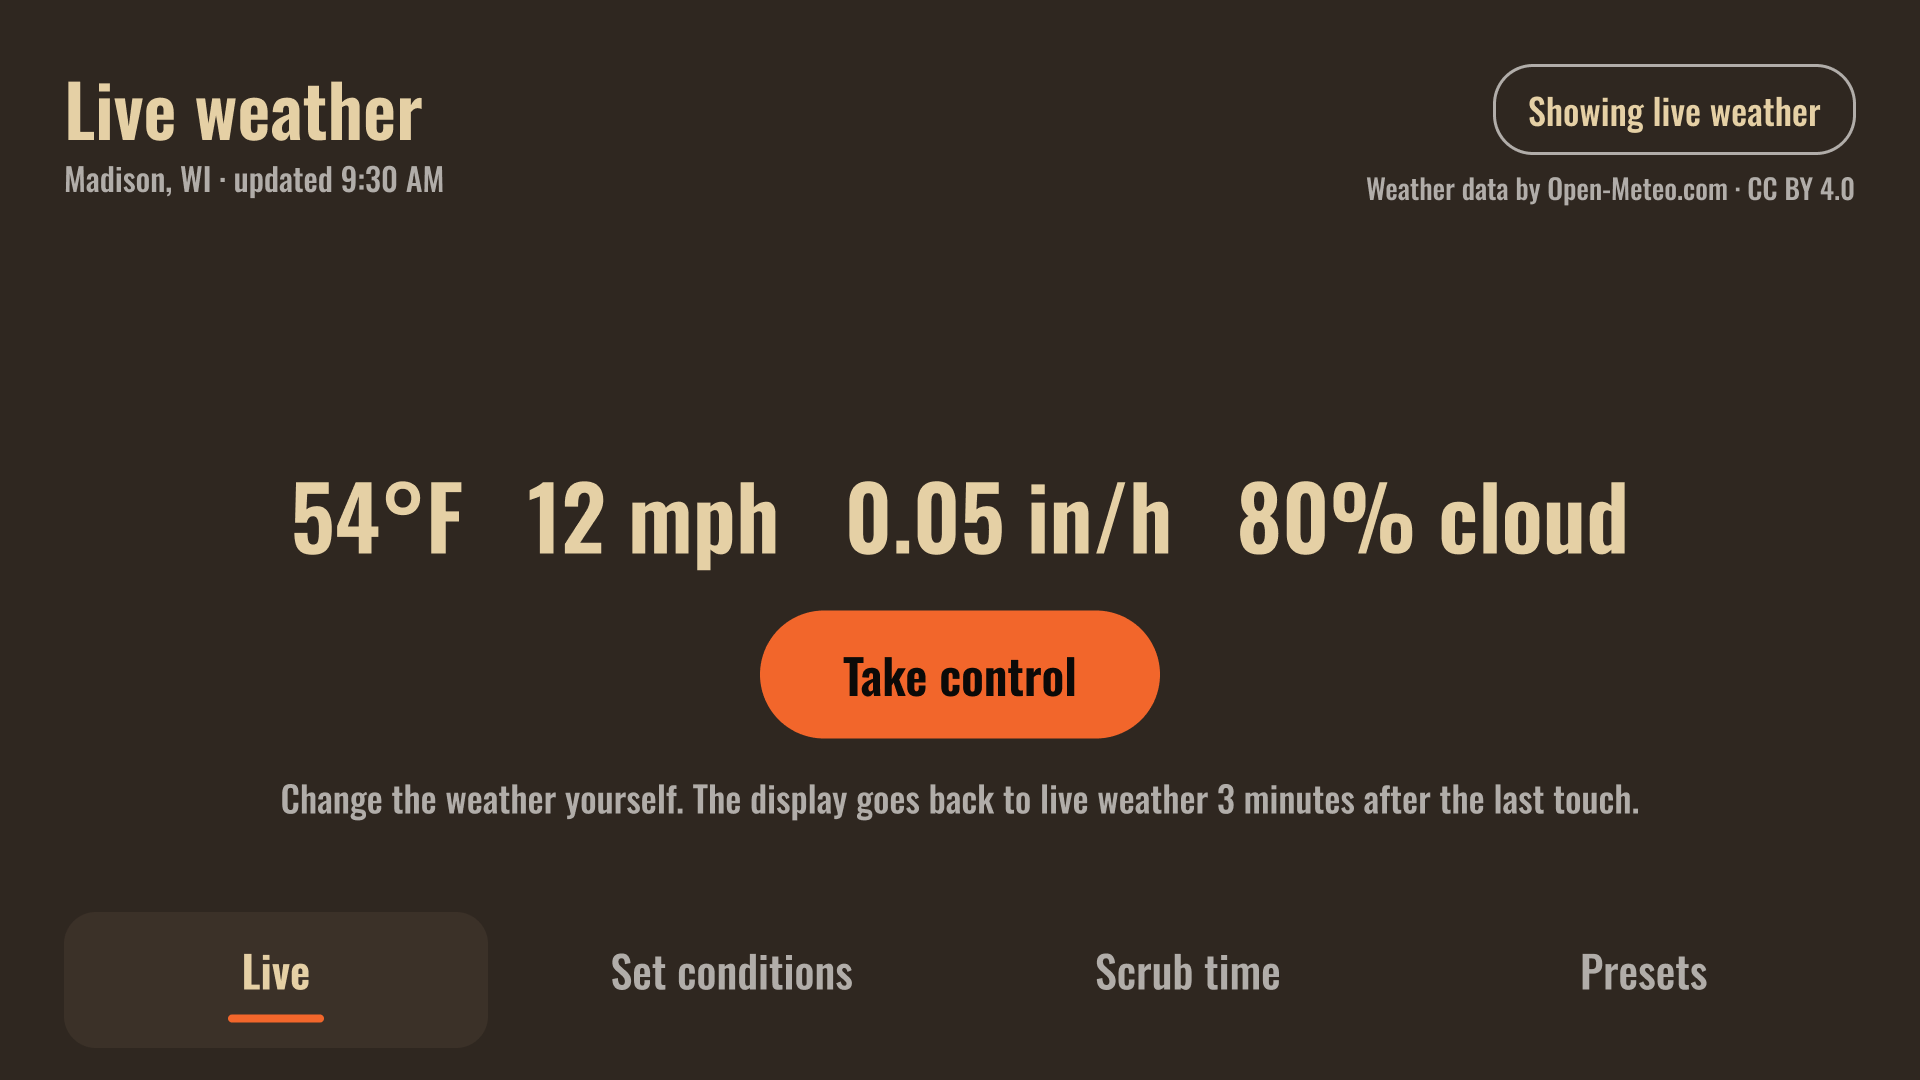 Live weather
Madison, WI · updated 9:30 AM
Showing live weather
Weather data by Open-Meteo.com · CC BY 4.0
54°F 12 mph 0.05 in/h 80% cloud
Take control
Change the weather yourself. The display goes back to live weather 3 minutes after the last touch.
Live Set conditions Scrub time Presets